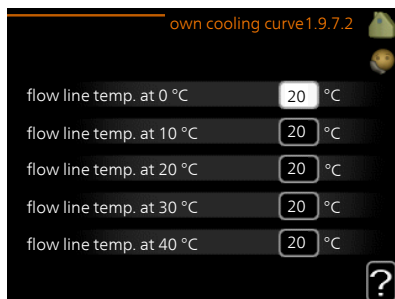 own cooling curve1.9.7.2
flow line temp. at 0 °C 20 °C
flow line temp. at 10 °C 20 °C
flow line temp. at 20 °C 20 °C
flow line temp. at 30 °C 20 °C
flow line temp. at 40 °C 20 °C
?